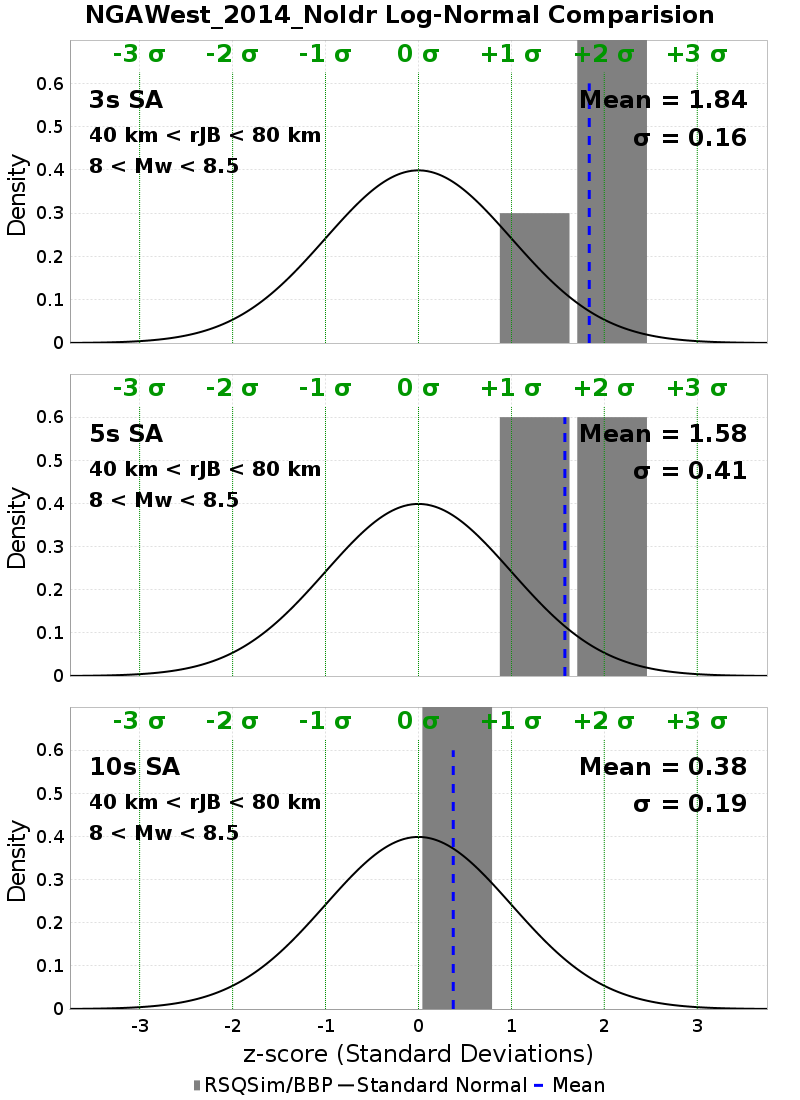 NGAWest_2014_NoIdr Log-Normal Comparision
-3 σ -2 σ -1 σ 0 σ +1 σ +2 σ +3 σ
3s SA
Mean = 1.84
40 km < rJB < 80 km
σ = 0.16
8 < Mw < 8.5
Density
0.6
0.5
0.4
0.3
0.2
0.1
0
-3 σ -2 σ -1 σ 0 σ +1 σ +2 σ +3 σ
5s SA
Mean = 1.58
40 km < rJB < 80 km
σ = 0.41
8 < Mw < 8.5
Density
0.6
0.5
0.4
0.3
0.2
0.1
0
-3 σ -2 σ -1 σ 0 σ +1 σ +2 σ +3 σ
10s SA
Mean = 0.38
40 km < rJB < 80 km
σ = 0.19
8 < Mw < 8.5
Density
0.6
0.5
0.4
0.3
0.2
0.1
0
-3 -2 -1 0 1 2 3
z-score (Standard Deviations)
RSQSim/BBP Standard Normal Mean